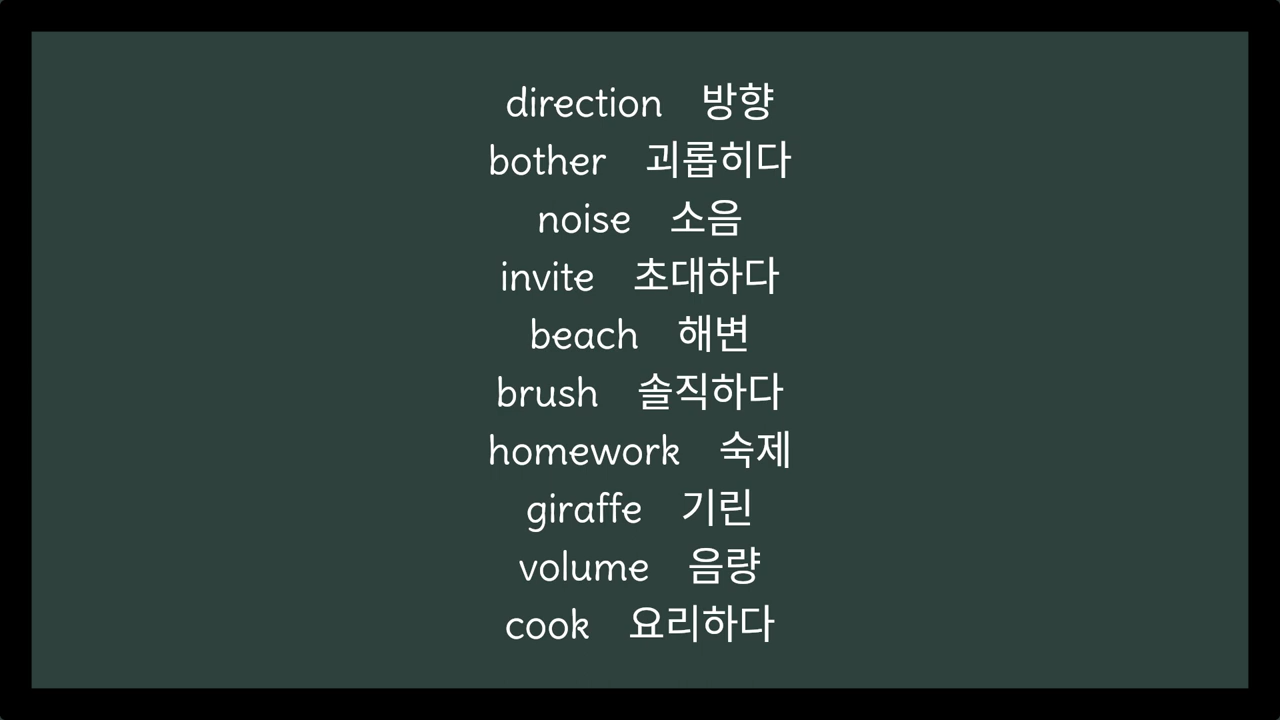 direction 방향
bother 괴롭히다
noise 소음
invite 초대하다
beach 해변
brush 솔직하다
homework 숙제
giraffe 기린
volume 음량
cook 요리하다